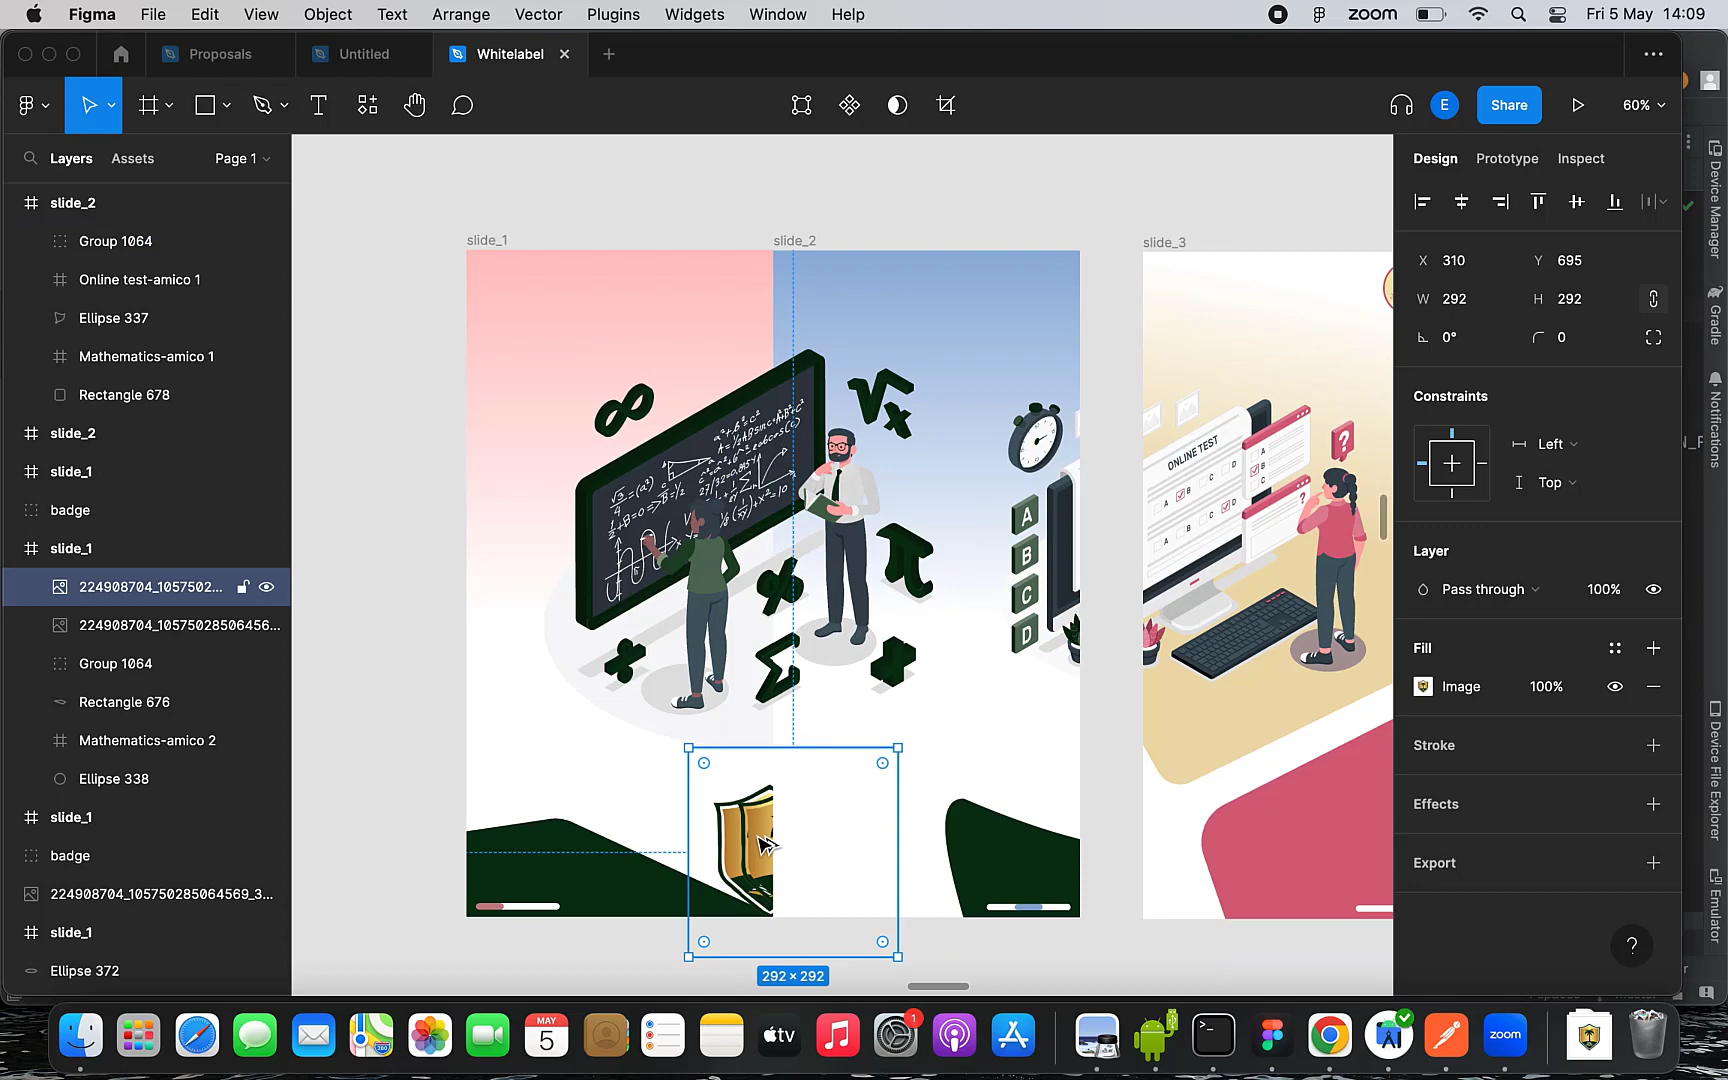 Figma File Edit View Object Text Arrange Vector Plugins Widgets Window Help zoom Fri 5 May 14:09
Proposals Untitled Whitelabel
E Share 60%
Layers Assets Page 1
slide_2
Group 1064
Online test-amico 1
Ellipse 337
Mathematics-amico 1
Rectangle 678
slide_2
slide_1
badge
slide_1
224908704_1057502...
224908704_10575028506456...
Group 1064
Rectangle 676
Mathematics-amico 2
Ellipse 338
slide_1
badge
224908704_105750285064569_3...
slide_1
Ellipse 372
slide_1
slide_2
slide_3
A
B
C
D
ONLINE TEST
292 × 292
Design Prototype Inspect
X 310 Y 695
W 292 H 292
0° 0
Constraints
Left
Top
Layer
Pass through 100%
Fill
Image 100%
Stroke
Effects
Export
?
Device Manager
Gradle
Notifications
Device File Explorer
Emulator
MAY
5
tv
1
zoom